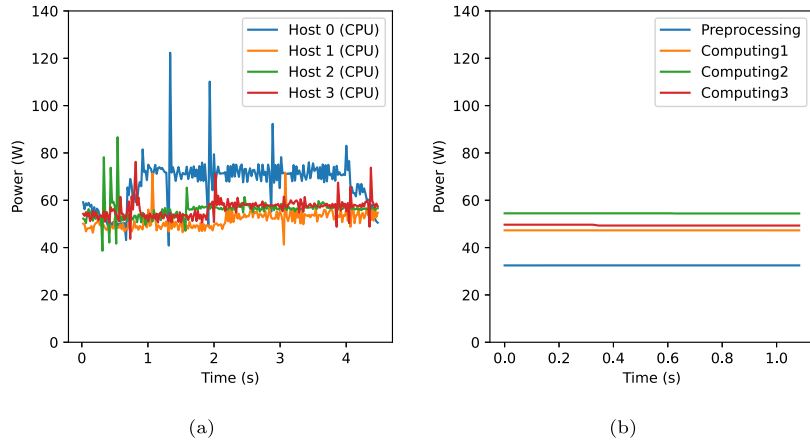 140
120
100
80
60
40
20
0
Power (W)
Host 0 (CPU)
Host 1 (CPU)
Host 2 (CPU)
Host 3 (CPU)
0
1
2
3
4
Time (s)
(a)
140
120
100
80
60
40
20
0
Power (W)
Preprocessing
Computing1
Computing2
Computing3
0.0
0.2
0.4
0.6
0.8
1.0
Time (s)
(b)